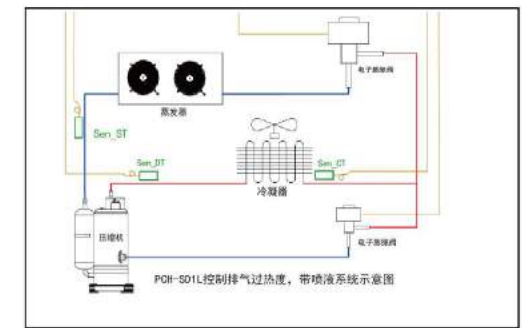 电子膨胀阀
蒸发器
Sen_ST
Sen_DT
Sen_CT
冷凝器
压缩机
电子膨胀阀
PCH-SD1L控制排气过热度，带喷液系统示意图